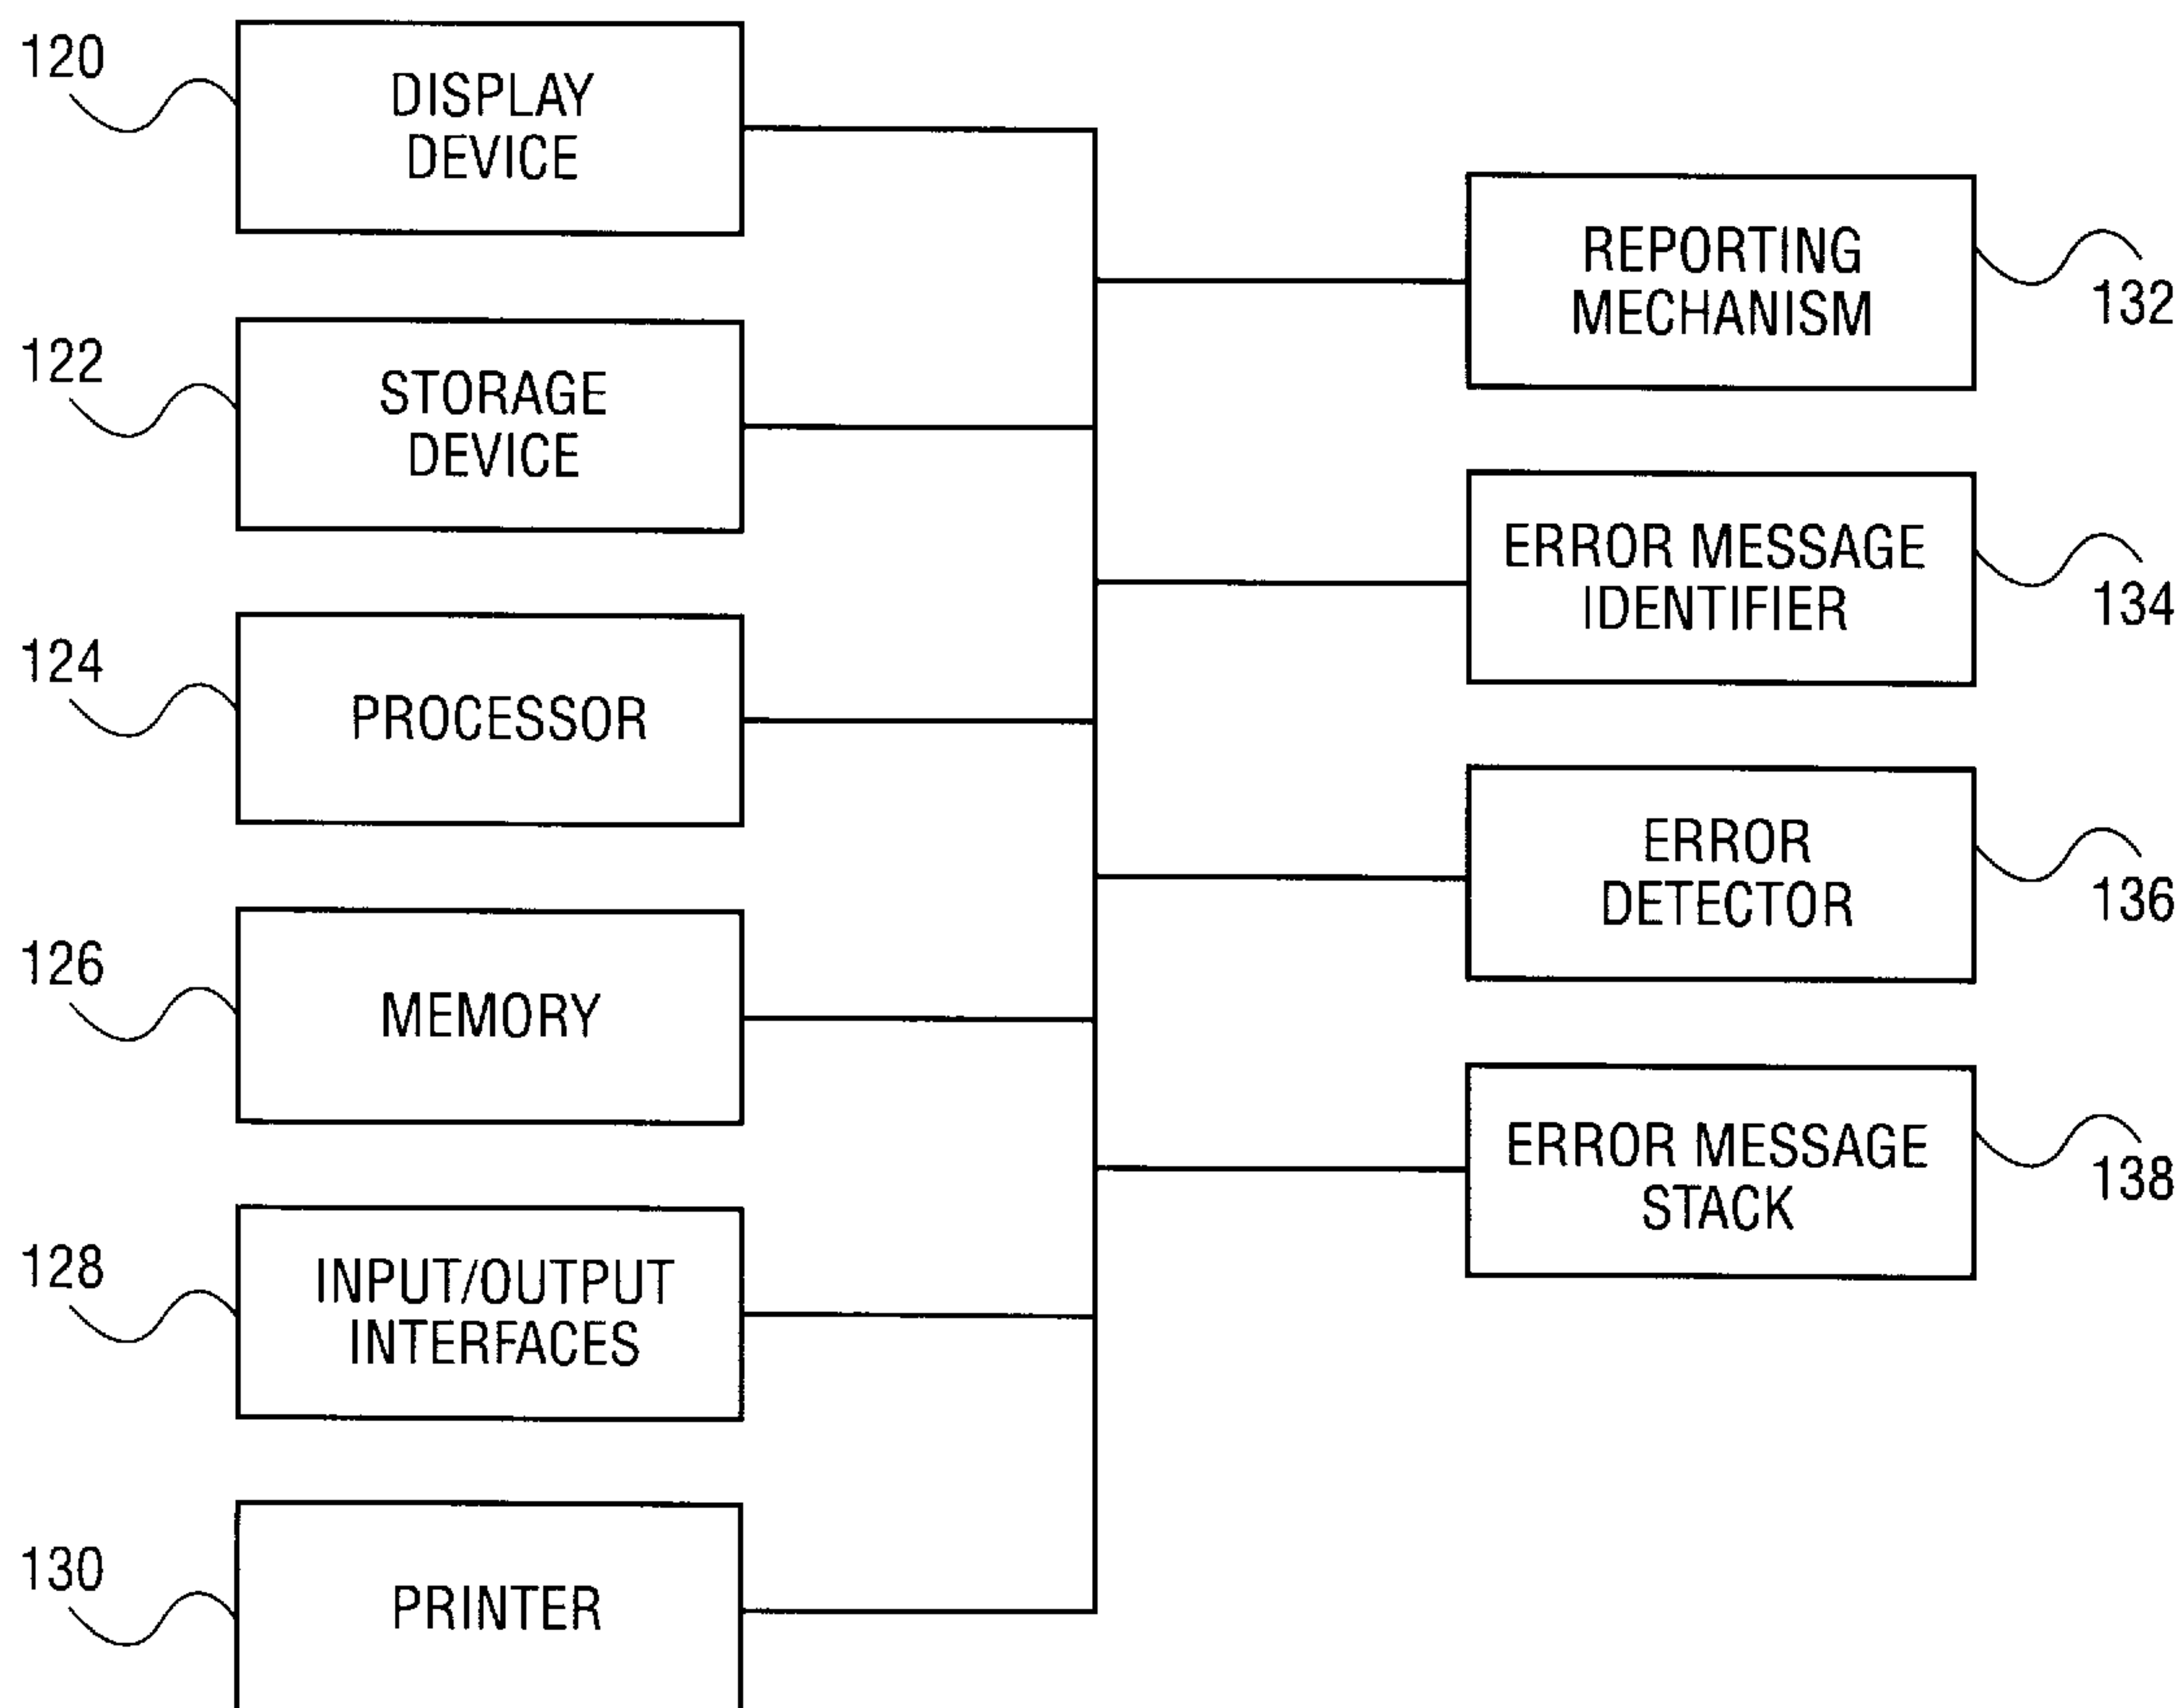 120
DISPLAY
DEVICE
122
STORAGE
DEVICE
124
PROCESSOR
126
MEMORY
128
INPUT/OUTPUT
INTERFACES
130
PRINTER
REPORTING
MECHANISM
132
ERROR MESSAGE
IDENTIFIER
134
ERROR
DETECTOR
136
ERROR MESSAGE
STACK
138